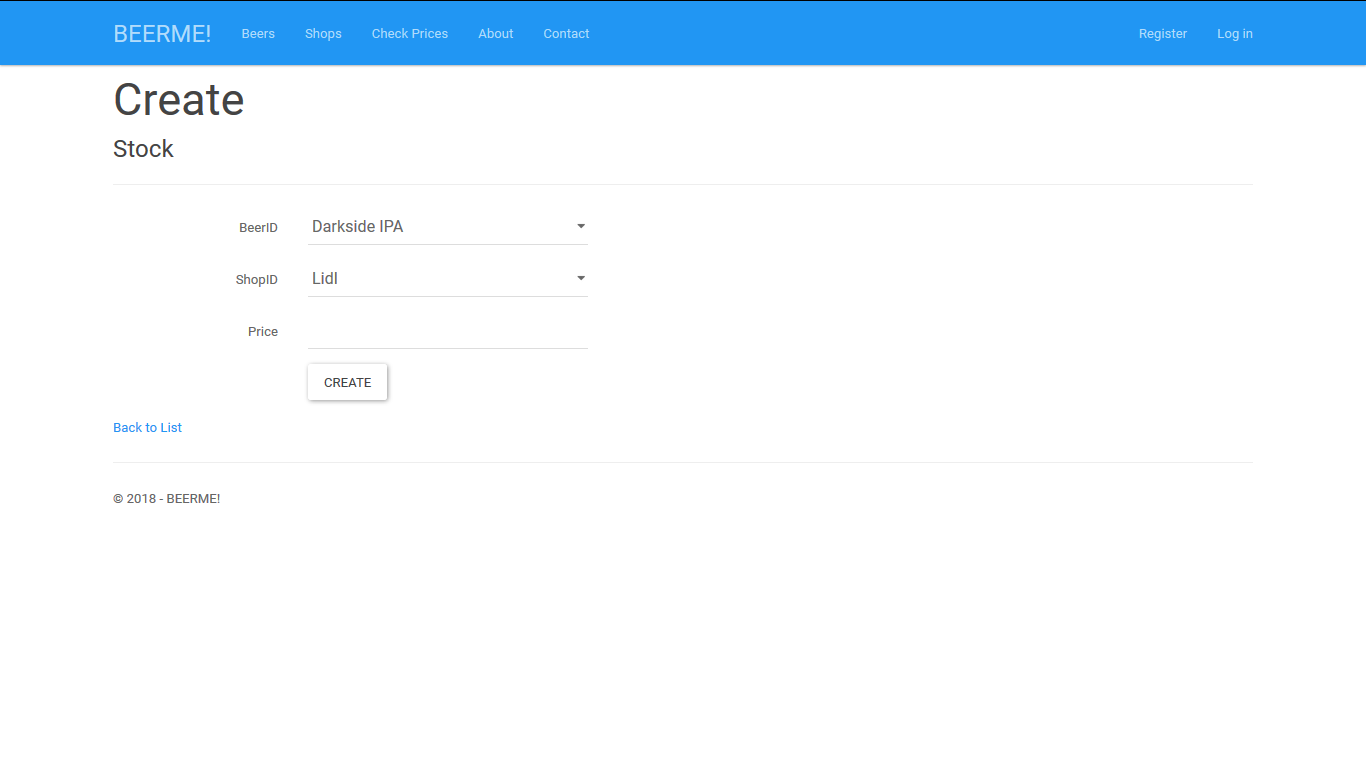 BEERME! Beers Shops Check Prices About Contact Register Log in
Create
Stock
BeerID Darkside IPA
ShopID Lidl
Price
CREATE
Back to List
© 2018 - BEERME!